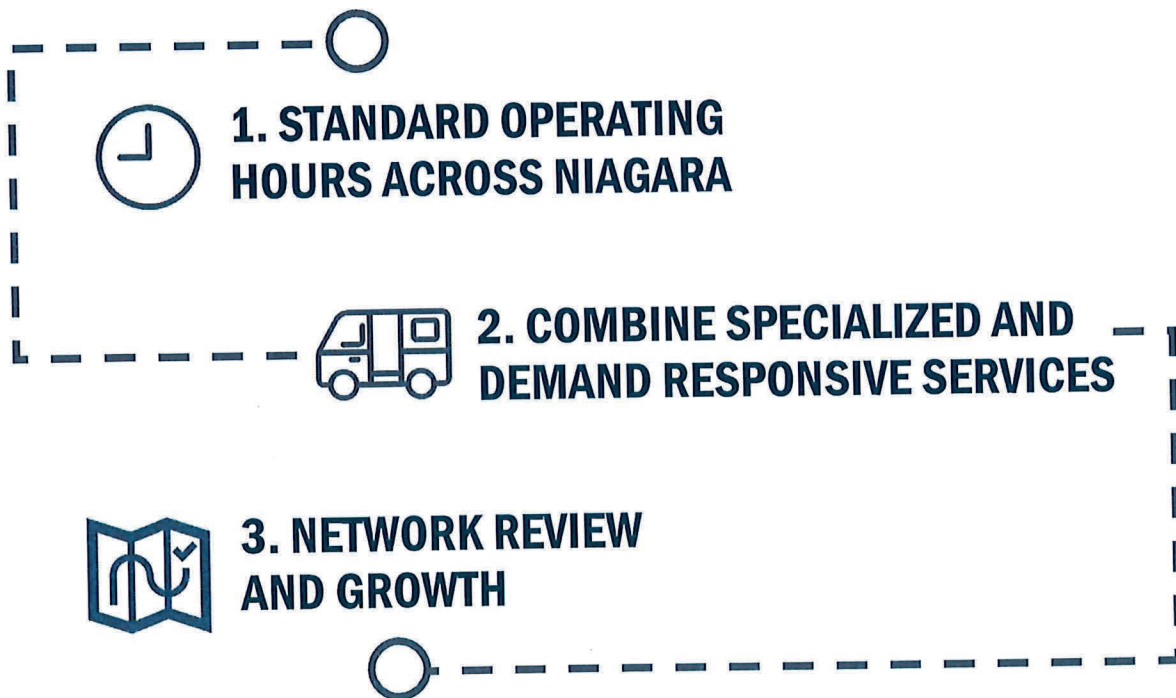 1. STANDARD OPERATING
HOURS ACROSS NIAGARA
2. COMBINE SPECIALIZED AND
DEMAND RESPONSIVE SERVICES
3. NETWORK REVIEW
AND GROWTH